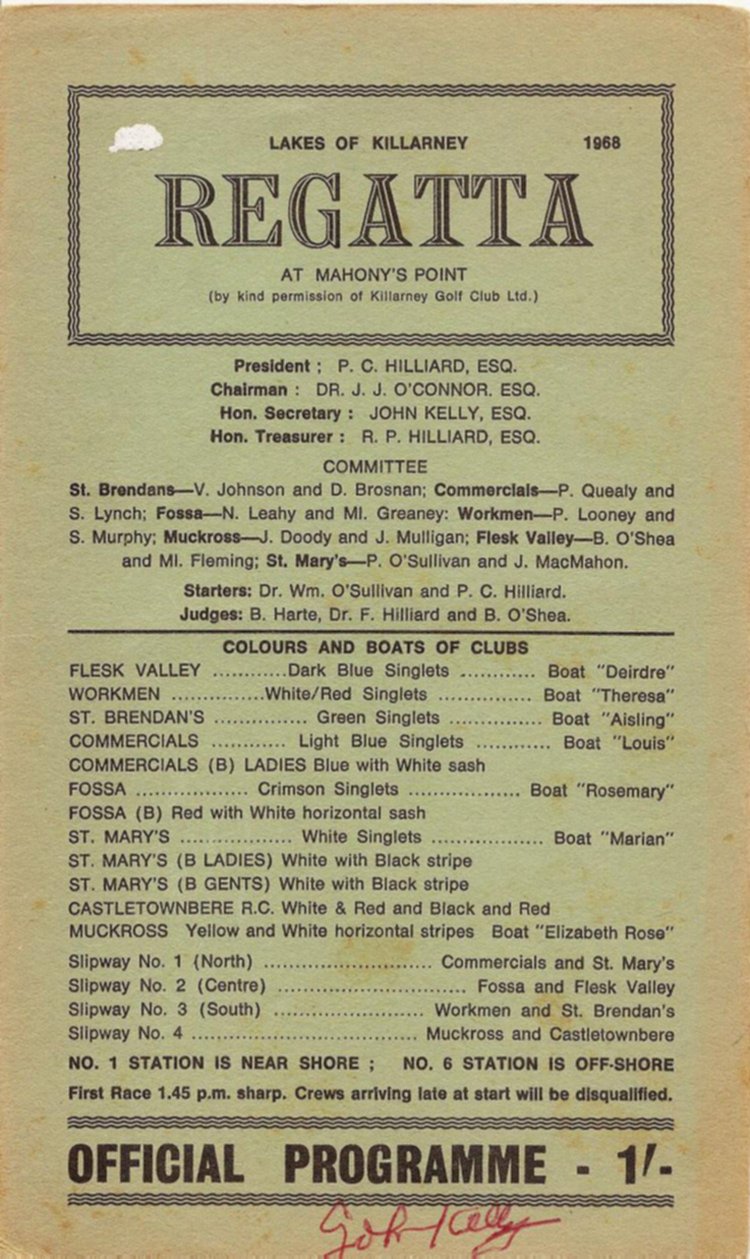 LAKES OF KILLARNEY 1968
REGATTA
AT MAHONY'S POINT
(by kind permission of Killarney Golf Club Ltd.)
President : P. C. HILLIARD, ESQ.
Chairman : DR. J. J. O'CONNOR. ESQ.
Hon. Secretary : JOHN KELLY, ESQ.
Hon. Treasurer : R. P. HILLIARD, ESQ.
COMMITTEE
St. Brendans—V. Johnson and D. Brosnan; Commercials—P. Quealy and
S. Lynch; Fossa—N. Leahy and Ml. Greaney: Workmen—P. Looney and
S. Murphy; Muckross—J. Doody and J. Mulligan; Flesk Valley—B. O'Shea
and Ml. Fleming; St. Mary's—P. O'Sullivan and J. MacMahon.
Starters: Dr. Wm. O'Sullivan and P. C. Hilliard.
Judges: B. Harte, Dr. F. Hilliard and B. O'Shea.
COLOURS AND BOATS OF CLUBS
FLESK VALLEY ............Dark Blue Singlets ............ Boat "Deirdre"
WORKMEN ...............White/Red Singlets ............... Boat "Theresa"
ST. BRENDAN'S ............... Green Singlets ............... Boat "Aisling"
COMMERCIALS ............ Light Blue Singlets ............ Boat "Louis"
COMMERCIALS (B) LADIES Blue with White sash
FOSSA .................. Crimson Singlets .................. Boat "Rosemary"
FOSSA (B) Red with White horizontal sash
ST. MARY'S .................. White Singlets .................. Boat "Marian"
ST. MARY'S (B LADIES) White with Black stripe
ST. MARY'S (B GENTS) White with Black stripe
CASTLETOWNBERE R.C. White & Red and Black and Red
MUCKROSS Yellow and White horizontal stripes Boat "Elizabeth Rose"
Slipway No. 1 (North) ........................... Commercials and St. Mary's
Slipway No. 2 (Centre) .............................. Fossa and Flesk Valley
Slipway No. 3 (South) ........................ Workmen and St. Brendan's
Slipway No. 4 .................................... Muckross and Castletownbere
NO. 1 STATION IS NEAR SHORE ; NO. 6 STATION IS OFF-SHORE
First Race 1.45 p.m. sharp. Crews arriving late at start will be disqualified.
OFFICIAL PROGRAMME - 1/-
John Kelly